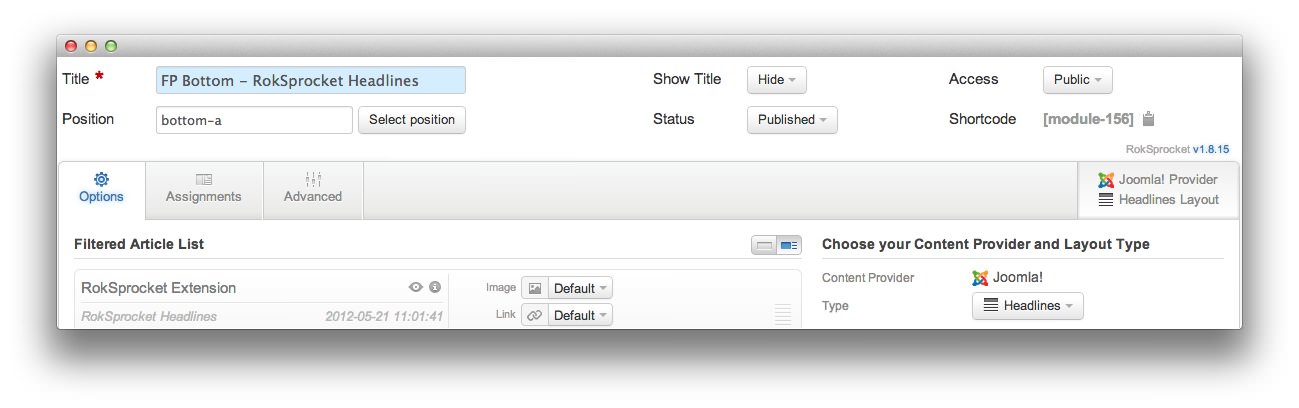 Title * FP Bottom – RokSprocket Headlines Show Title Hide Access Public
Position bottom-a Select position Status Published Shortcode [module-156]
RokSprocket v1.8.15
Options Assignments Advanced Joomla! Provider
Headlines Layout
Filtered Article List Choose your Content Provider and Layout Type
RokSprocket Extension Image Default Content Provider Joomla!
RokSprocket Headlines 2012-05-21 11:01:41 Link Default Type Headlines